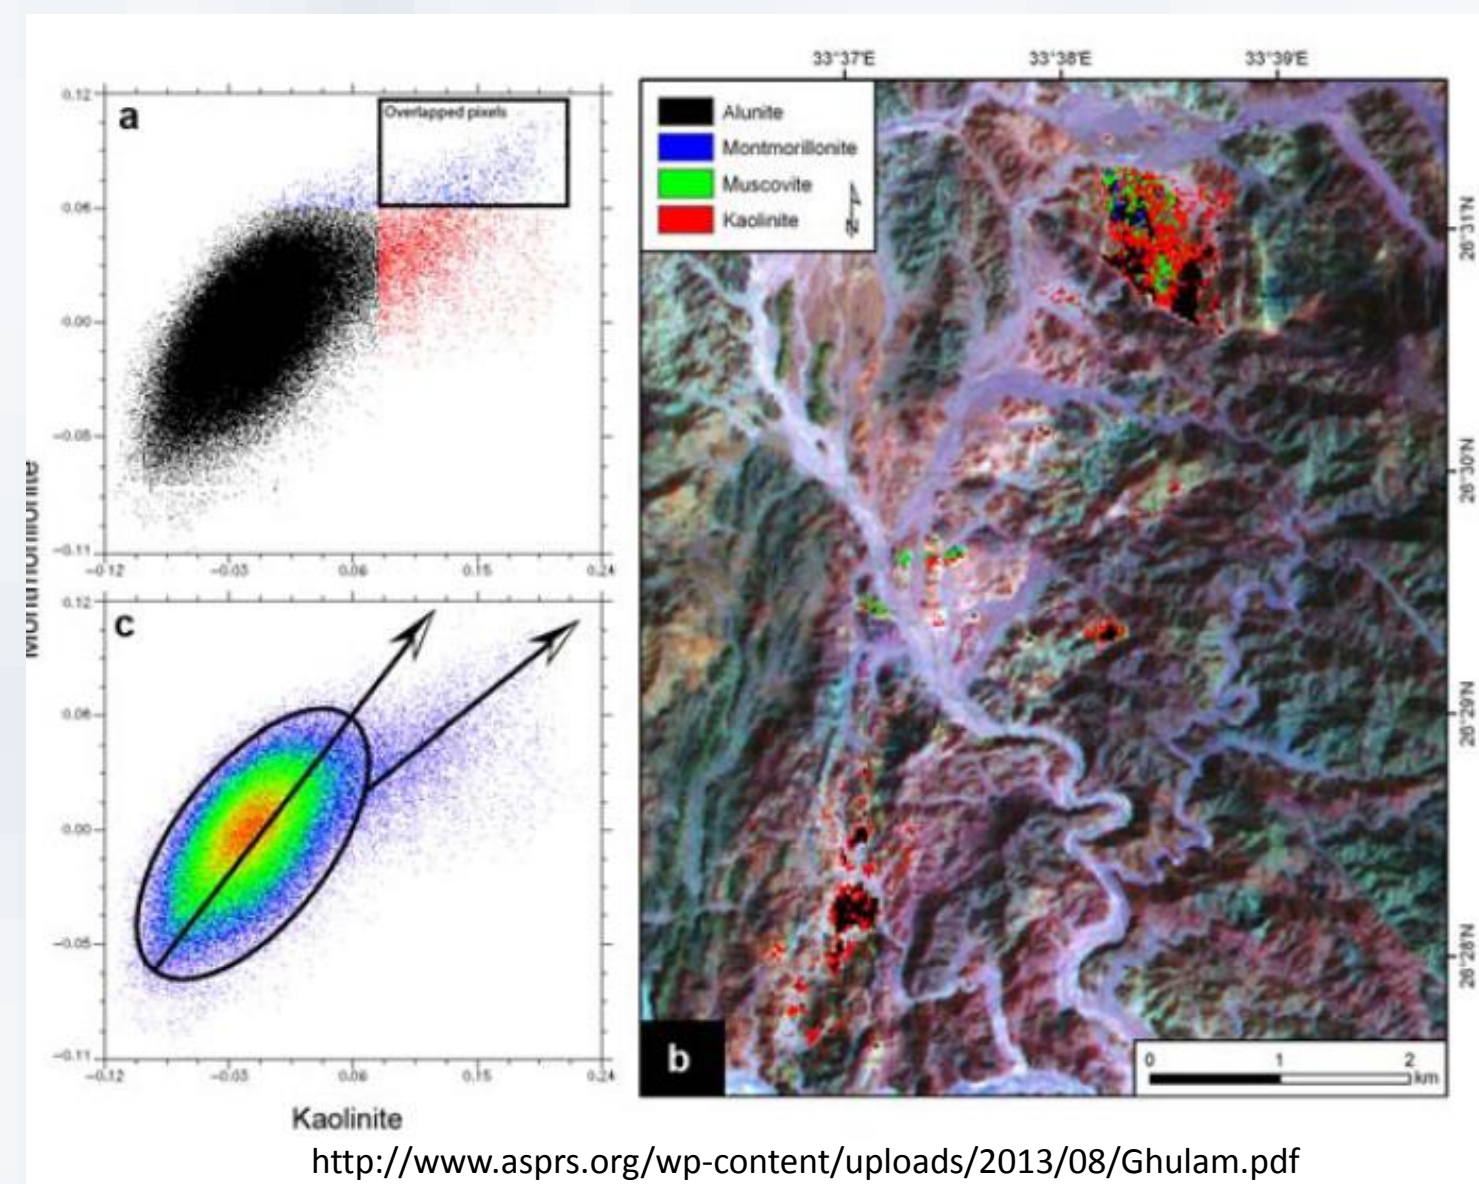 a
Overlapped pixels
0.12
0.06
0.00
−0.05
−0.11
−0.12
−0.03
0.06
0.15
0.24
c
0.12
0.06
0.00
−0.05
−0.11
−0.12
−0.03
0.06
0.15
0.24
Kaolinite
33°37'E
33°38'E
33°39'E
Alunite
Montmorillonite
Muscovite
Kaolinite
N
26°31'N
26°30'N
26°29'N
26°28'N
b
0 1 2
km
http://www.asprs.org/wp-content/uploads/2013/08/Ghulam.pdf